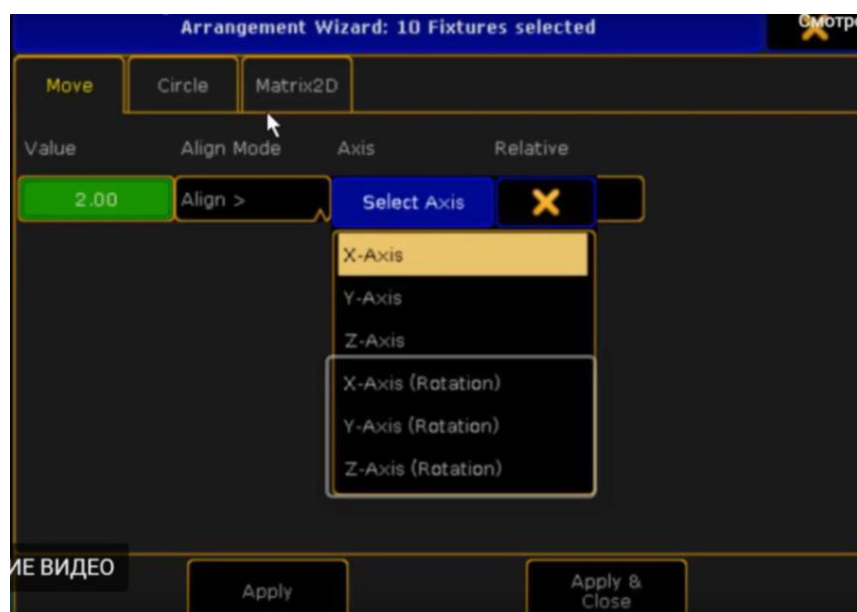 Arrangement Wizard: 10 Fixtures selected
Смотре
Move Circle Matrix2D
Value Align Mode Axis Relative
2.00 Align > Select Axis
X-Axis
Y-Axis
Z-Axis
X-Axis (Rotation)
Y-Axis (Rotation)
Z-Axis (Rotation)
ИЕ ВИДЕО
Apply
Apply &
Close